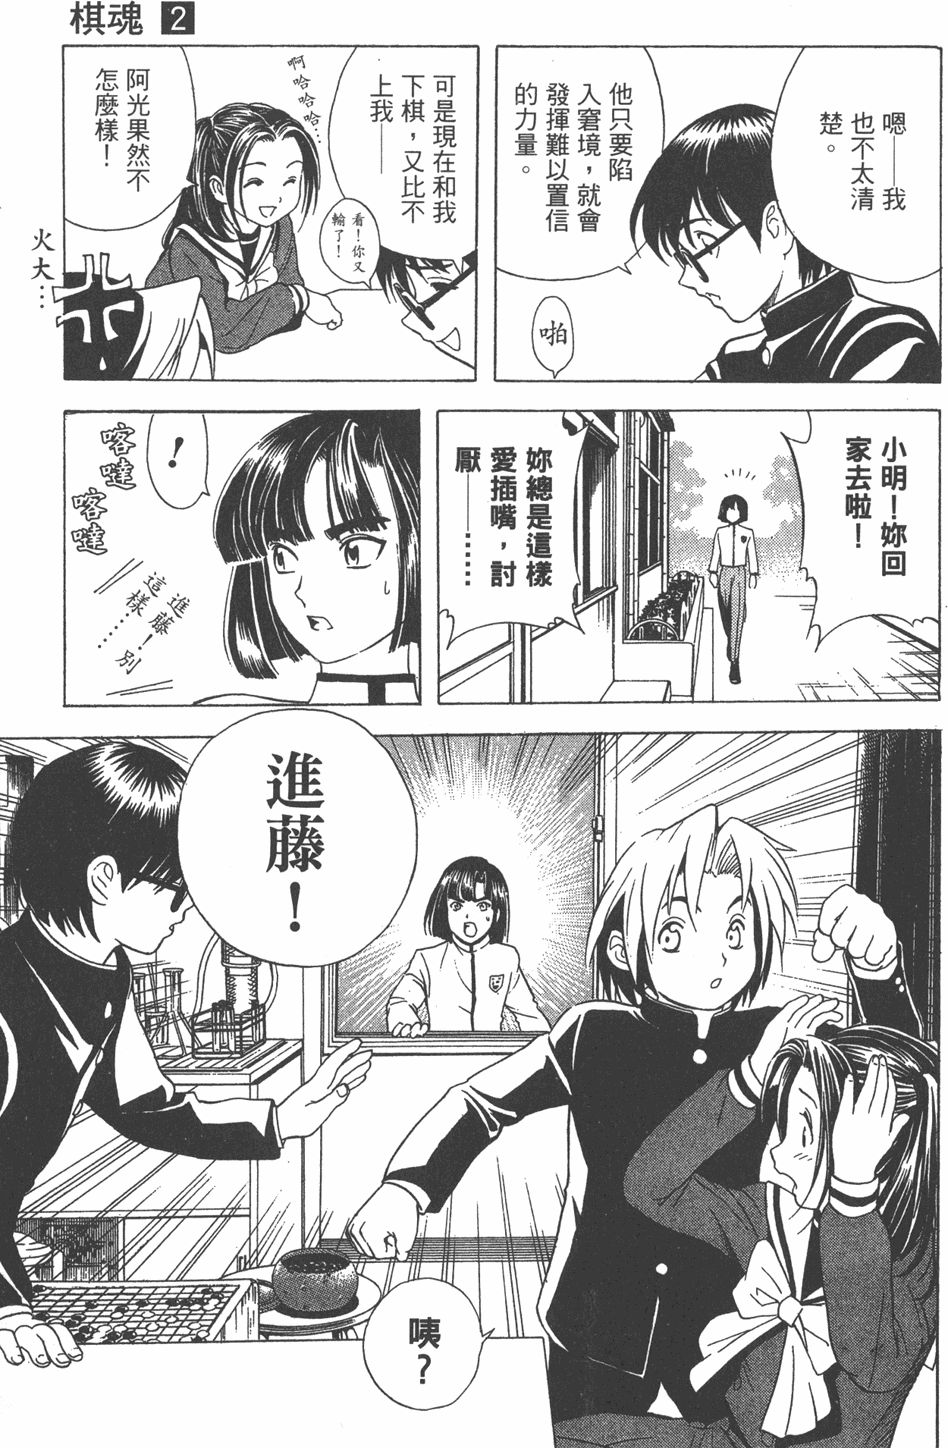 棋魂 2
嗯──我
也不太清
楚。
他只要陷
入窘境，就會
發揮難以置信
的力量。
啪
可是現在和我
下棋，又比不
上我──
看！你又
輸了！
啊哈哈哈…
阿光果然不
怎麼樣！
火大…
小明！妳回
家去啦！
妳總是這樣
愛插嘴，討
厭──………
！
喀噠
喀噠
進藤！別
這樣……
進藤！
咦？